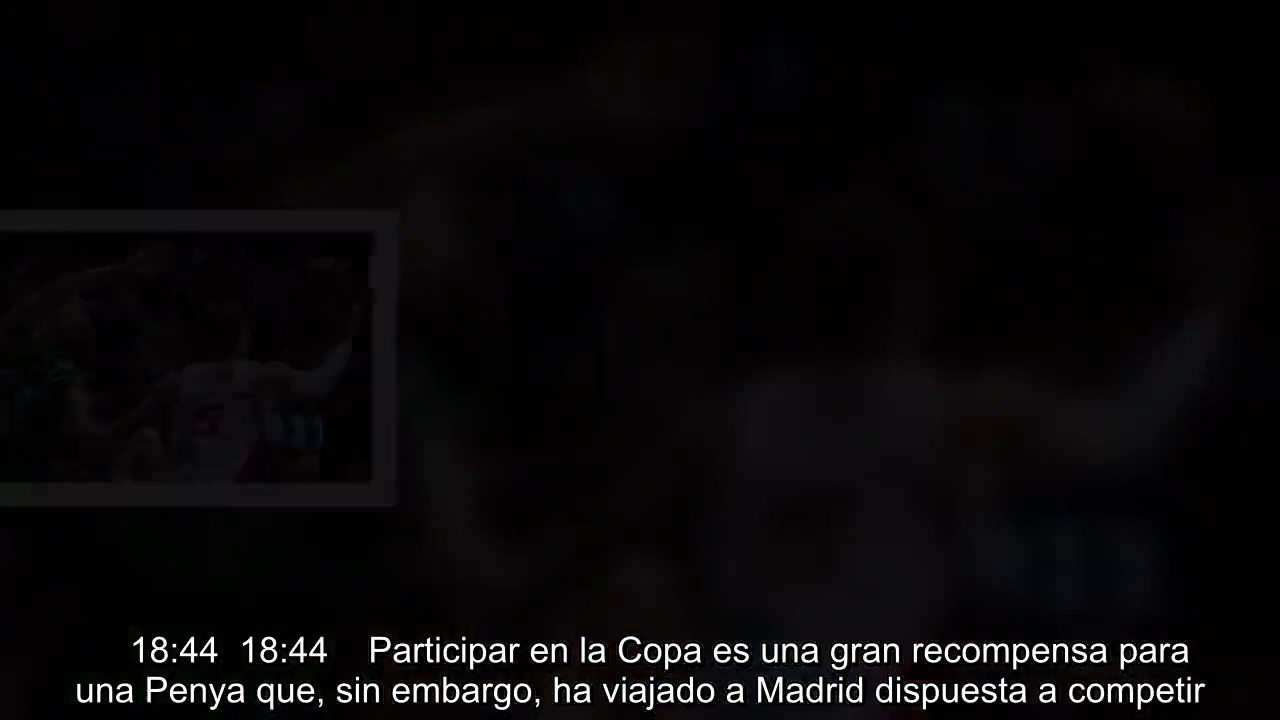 18:44 18:44 Participar en la Copa es una gran recompensa para
una Penya que, sin embargo, ha viajado a Madrid dispuesta a competir